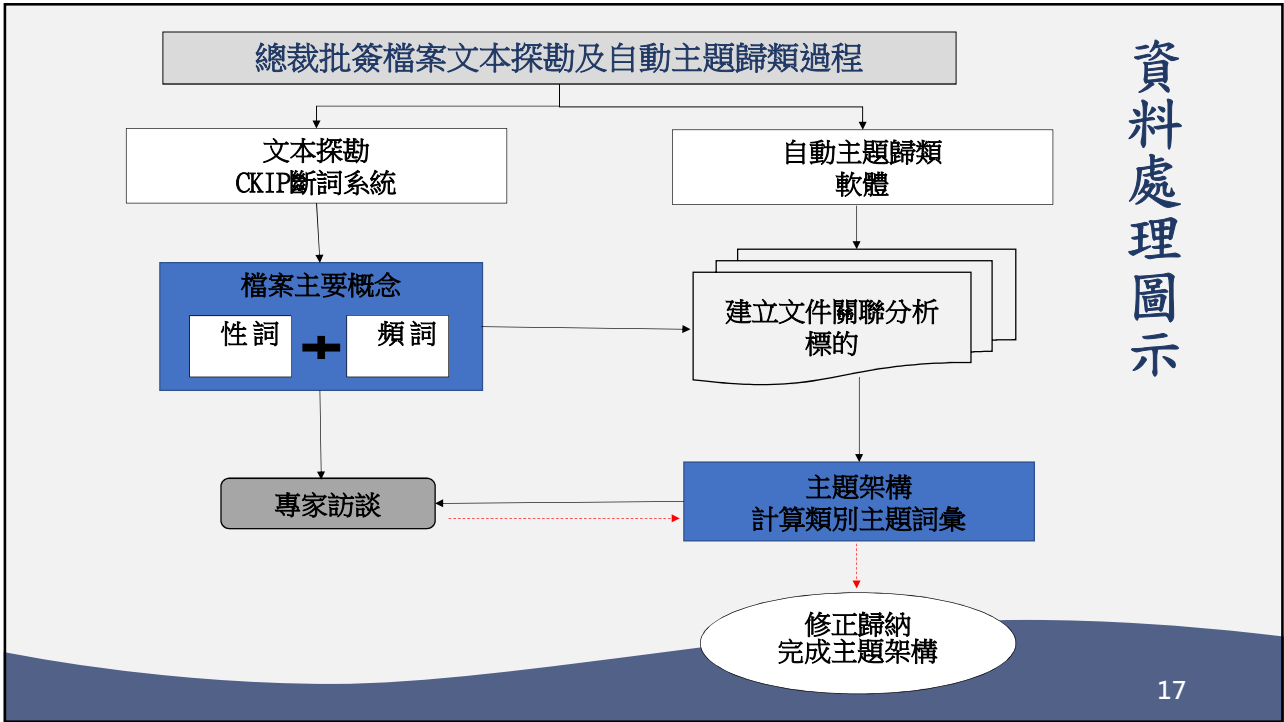 資料處理圖示
總裁批簽檔案文本探勘及自動主題歸類過程
文本探勘
CKIP斷詞系統
自動主題歸類
軟體
檔案主要概念
性詞
頻詞
建立文件關聯分析
標的
專家訪談
主題架構
計算類別主題詞彙
修正歸納
完成主題架構
17